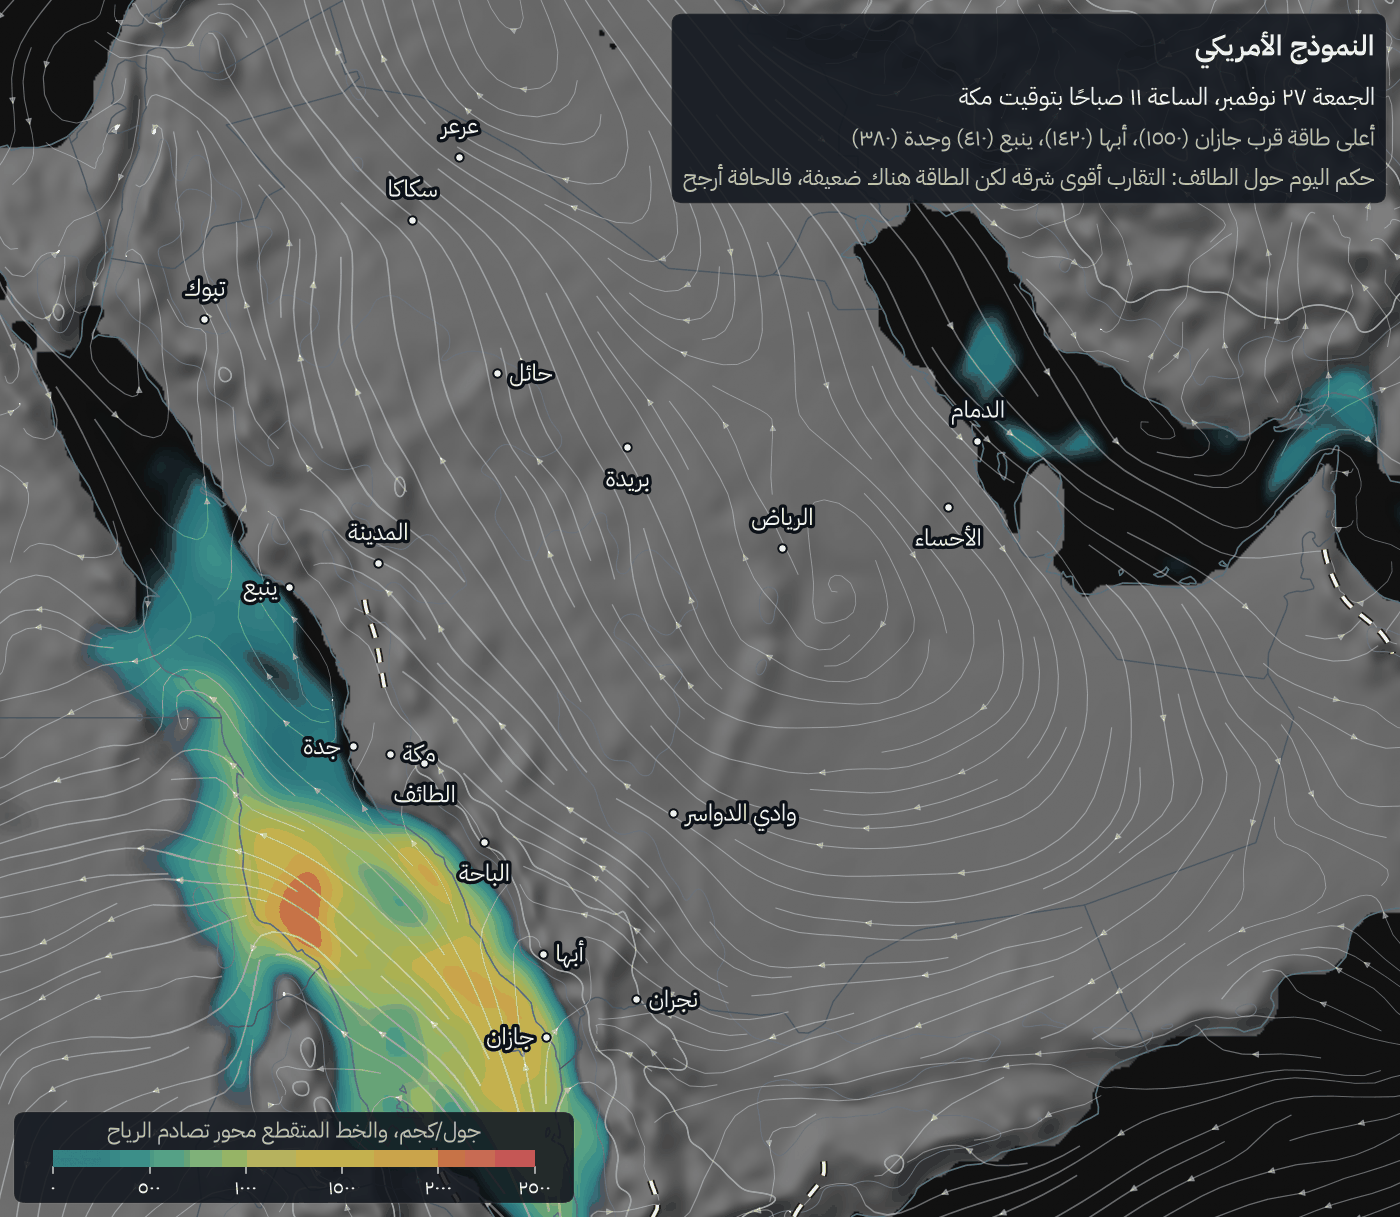 النموذج الأمريكي
الجمعة ٢٧ نوفمبر، الساعة ١١ صباحًا بتوقيت مكة
أعلى طاقة قرب جازان (١٥٥٠)، أبها (١٤٢٠)، ينبع (٤١٠) وجدة (٣٨٠)
حكم اليوم حول الطائف: التقارب أقوى شرقه لكن الطاقة هناك ضعيفة، فالحافة أرجح
عرعر
سكاكا
تبوك
حائل
الدمام
بريدة
الرياض
الأحساء
المدينة
ينبع
جدة
مكة
الطائف
وادي الدواسر
الباحة
أبها
نجران
جازان
جول/كجم، والخط المتقطع محور تصادم الرياح
٠ ٥٠٠ ١٠٠٠ ١٥٠٠ ٢٠٠٠ ٢٥٠٠